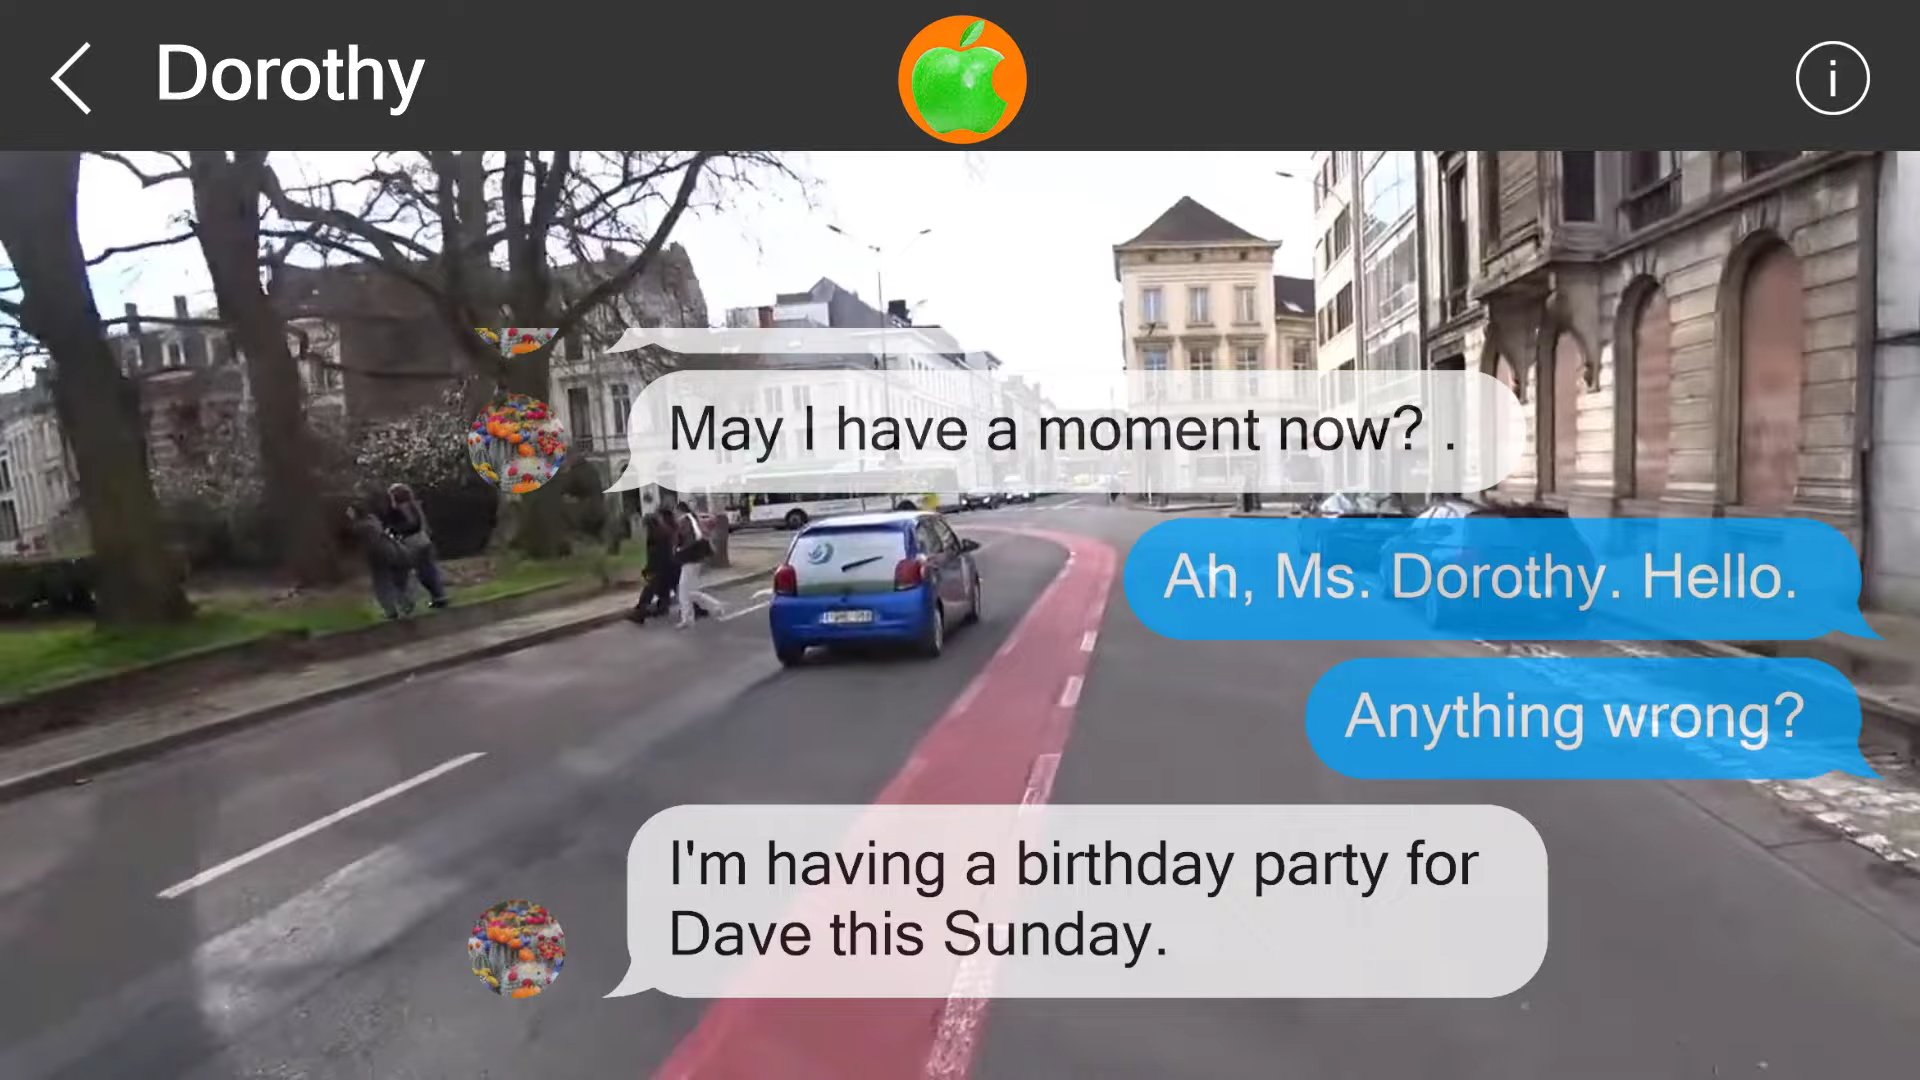 Dorothy
i
May I have a moment now? .
Ah, Ms. Dorothy. Hello.
Anything wrong?
I'm having a birthday party for
Dave this Sunday.